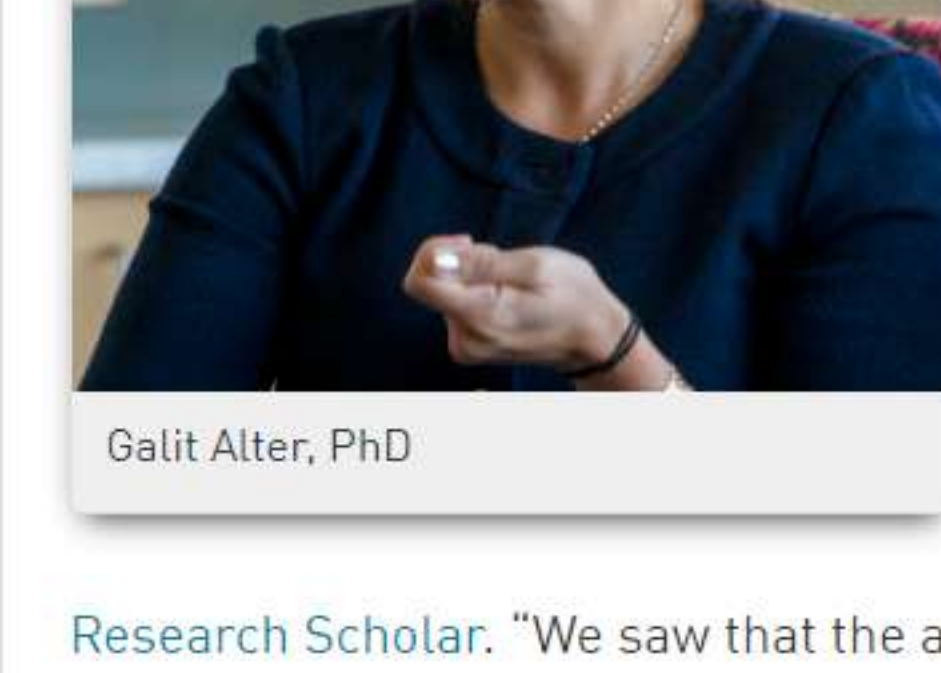 Galit Alter, PhD
Research Scholar. “We saw that the a